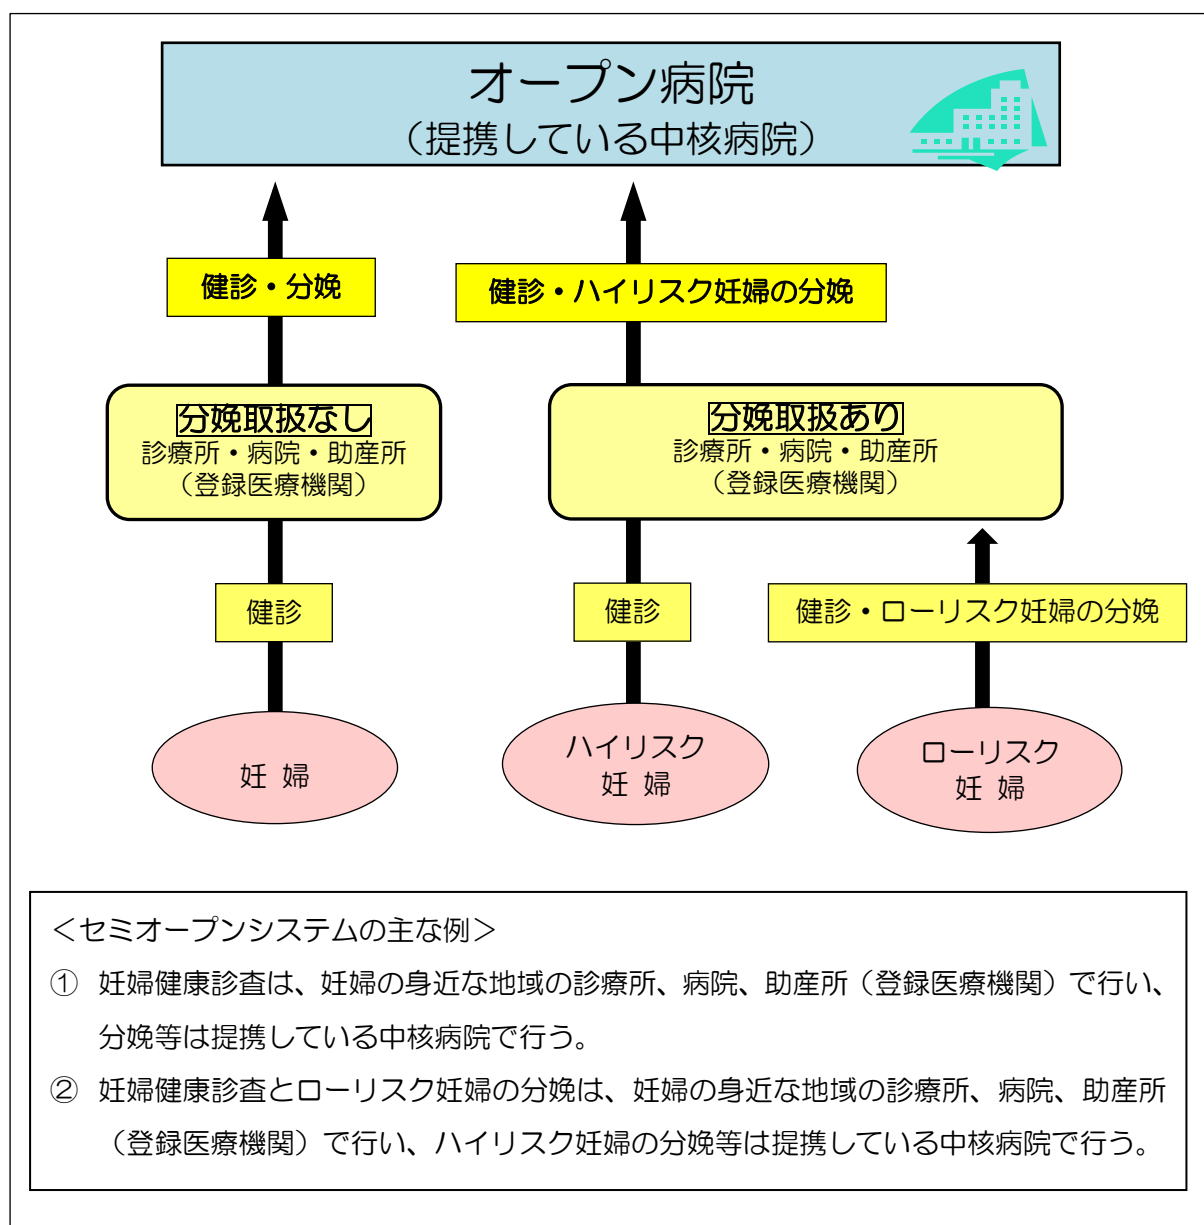 オープン病院
（提携している中核病院）
健診・分娩
健診・ハイリスク妊婦の分娩
分娩取扱なし
診療所・病院・助産所
（登録医療機関）
分娩取扱あり
診療所・病院・助産所
（登録医療機関）
健診
健診
健診・ローリスク妊婦の分娩
妊 婦
ハイリスク
妊 婦
ローリスク
妊 婦
＜セミオープンシステムの主な例＞
① 妊婦健康診査は、妊婦の身近な地域の診療所、病院、助産所（登録医療機関）で行い、
分娩等は提携している中核病院で行う。
② 妊婦健康診査とローリスク妊婦の分娩は、妊婦の身近な地域の診療所、病院、助産所
（登録医療機関）で行い、ハイリスク妊婦の分娩等は提携している中核病院で行う。